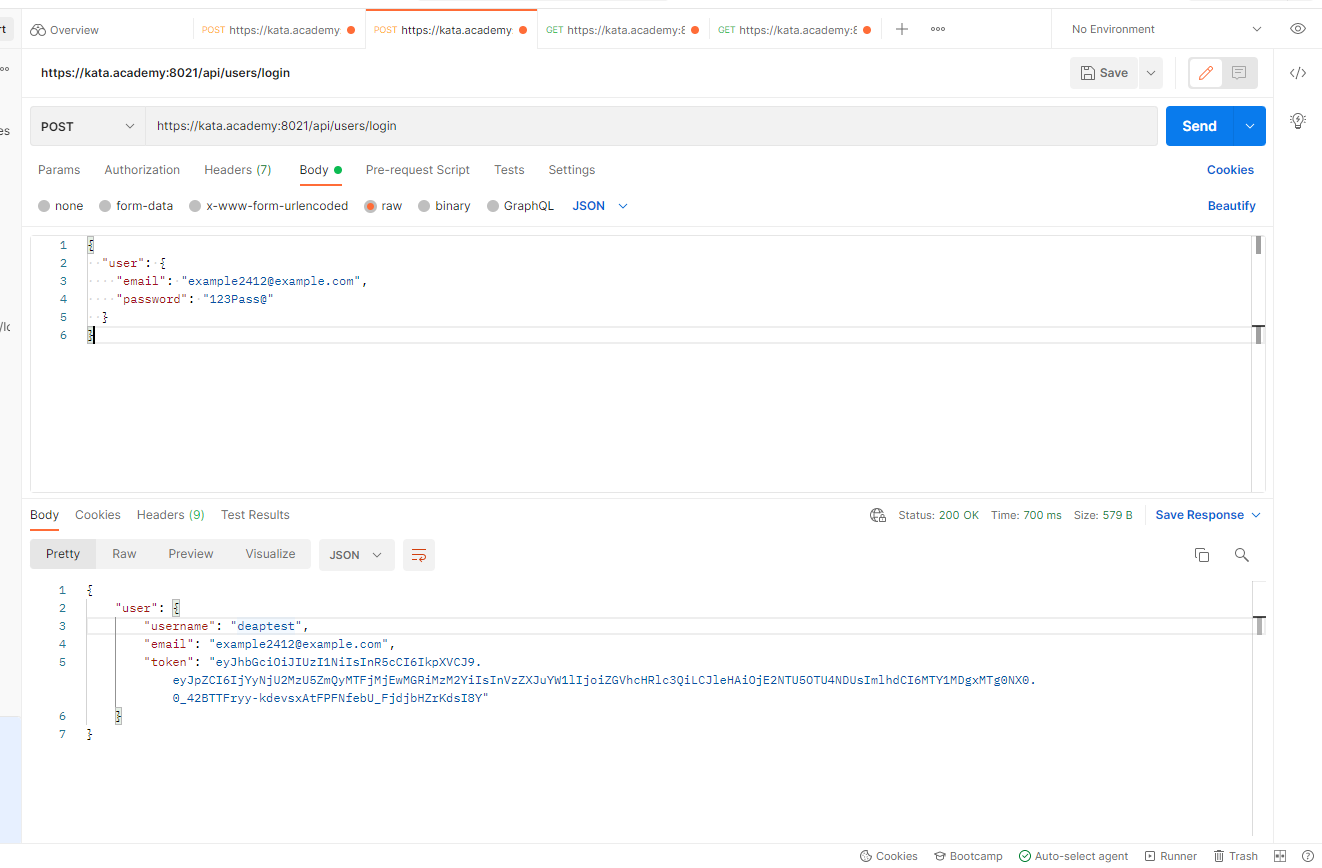 rt
Overview
POST https://kata.academy
POST https://kata.academy
GET https://kata.academy:8
GET https://kata.academy:8
No Environment
https://kata.academy:8021/api/users/login
Save
es
POST
https://kata.academy:8021/api/users/login
Send
Params Authorization Headers (7) Body Pre-request Script Tests Settings Cookies
none form-data x-www-form-urlencoded raw binary GraphQL JSON Beautify
1 {
2 "user": {
3 "email": "example2412@example.com",
4 "password": "123Pass@"
5 }
6 }
Body Cookies Headers (9) Test Results Status: 200 OK Time: 700 ms Size: 579 B Save Response
Pretty Raw Preview Visualize JSON
1 {
2 "user": {
3 "username": "deaptest",
4 "email": "example2412@example.com",
5 "token": "eyJhbGciOiJIUzI1NiIsInR5cCI6IkpXVCJ9.
eyJpZCI6IjYyNjU2MzU5ZmQyMTFjMjEwMGRiMzM2YiIsInVzZXJuYW1lIjoiZGVhcHRlc3QiLCJleHAiOjE2NTU5OTU4NDUsImlhdCI6MTY1MDgxMTg0NX0.
0_42BTTFryy-kdevsxAtFPFNfebU_FjdjbHZrKdsI8Y"
6 }
7 }
Cookies Bootcamp Auto-select agent Runner Trash